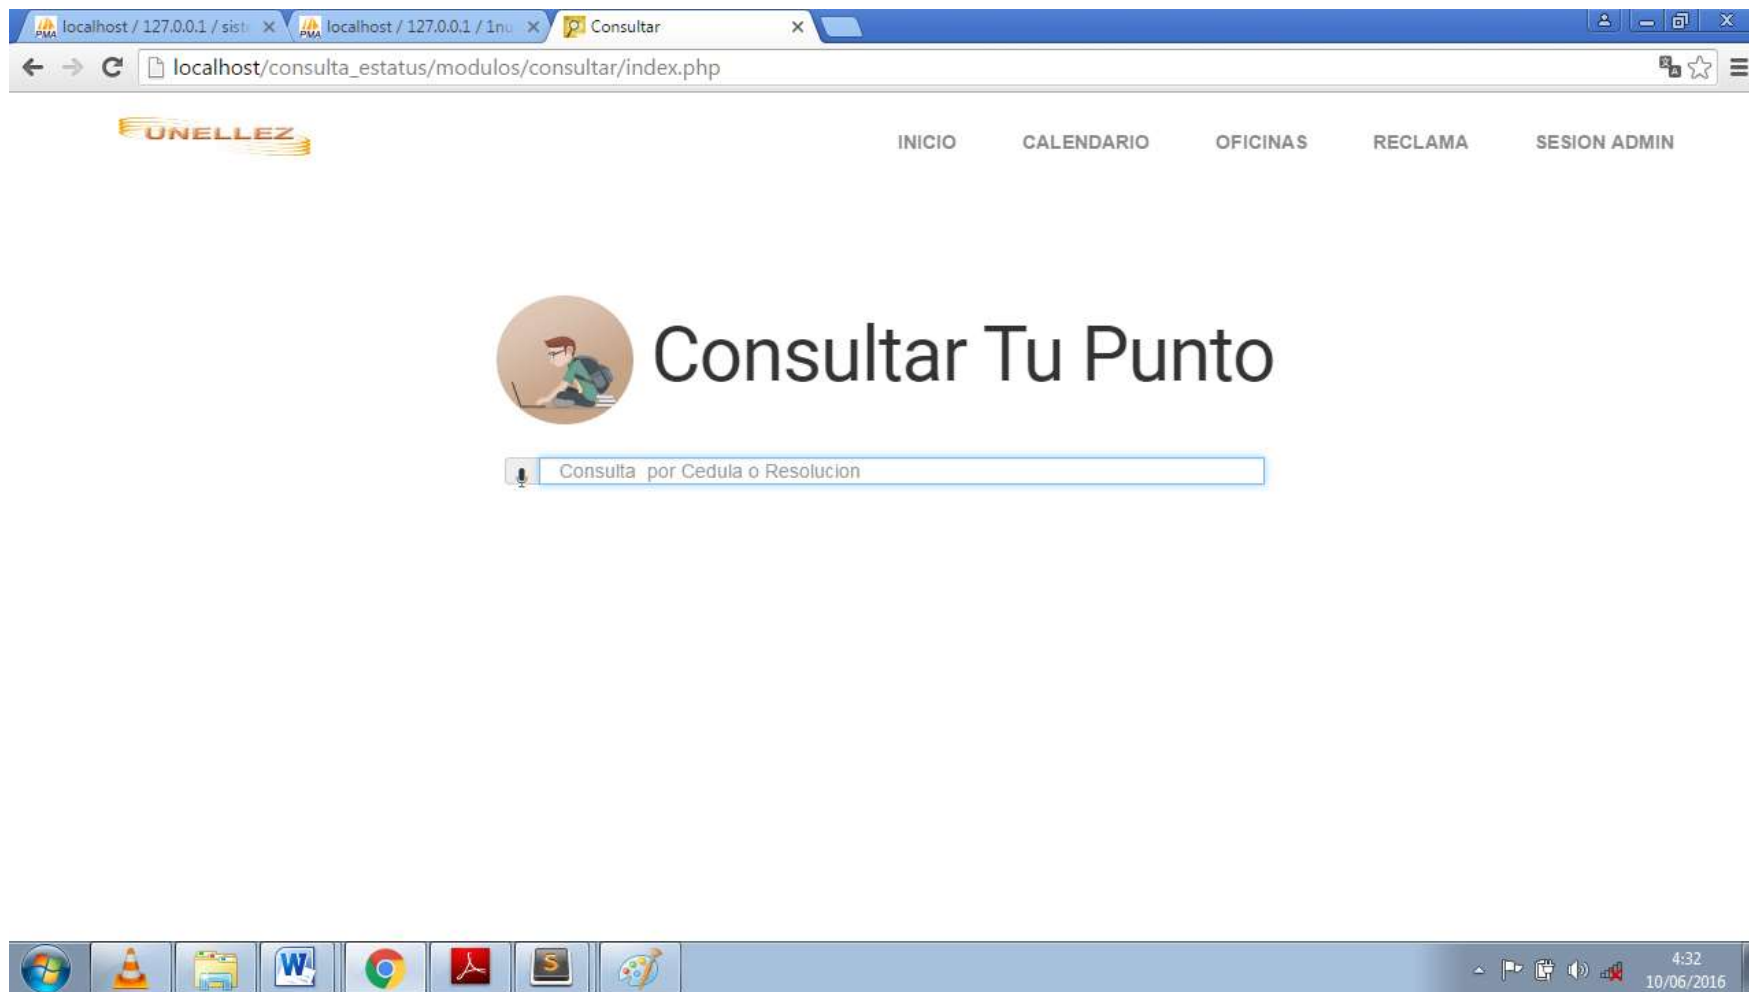 localhost / 127.0.0.1 / sist
localhost / 127.0.0.1 / 1nu
Consultar
localhost/consulta_estatus/modulos/consultar/index.php
UNELLEZ
INICIO CALENDARIO OFICINAS RECLAMA SESION ADMIN
Consultar Tu Punto
Consulta por Cedula o Resolucion
4:32
10/06/2016